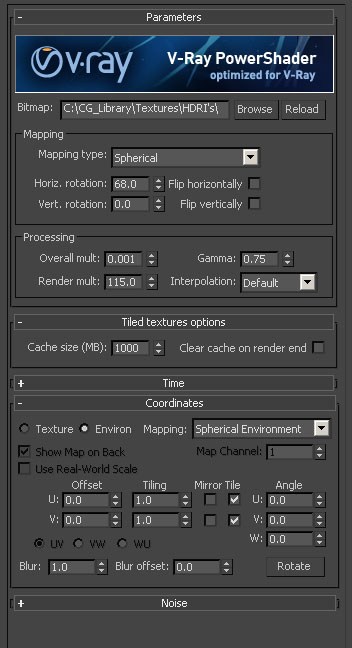 - Parameters
v·ray V-Ray PowerShader
optimized for V-Ray
Bitmap: C:\CG_Library\Textures\HDRI's\ Browse Reload
Mapping
Mapping type: Spherical
Horiz. rotation: 68.0 Flip horizontally
Vert. rotation: 0.0 Flip vertically
Processing
Overall mult: 0.001 Gamma: 0.75
Render mult: 115.0 Interpolation: Default
- Tiled textures options
Cache size (MB): 1000 Clear cache on render end
+ Time
- Coordinates
Texture Environ Mapping: Spherical Environment
Show Map on Back Map Channel: 1
Use Real-World Scale
Offset Tiling Mirror Tile Angle
U: 0.0 1.0 U: 0.0
V: 0.0 1.0 V: 0.0
W: 0.0
UV VW WU
Blur: 1.0 Blur offset: 0.0 Rotate
+ Noise